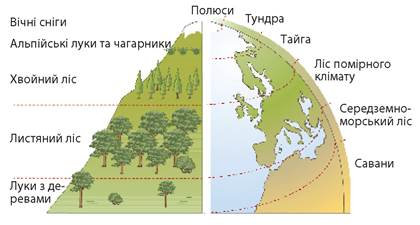 Вічні сніги
Альпійські луки та чагарники
Хвойний ліс
Листяний ліс
Луки з де-
ревами
Полюси
Тундра
Тайга
Ліс помірного
клімату
Середземно-
морський ліс
Савани